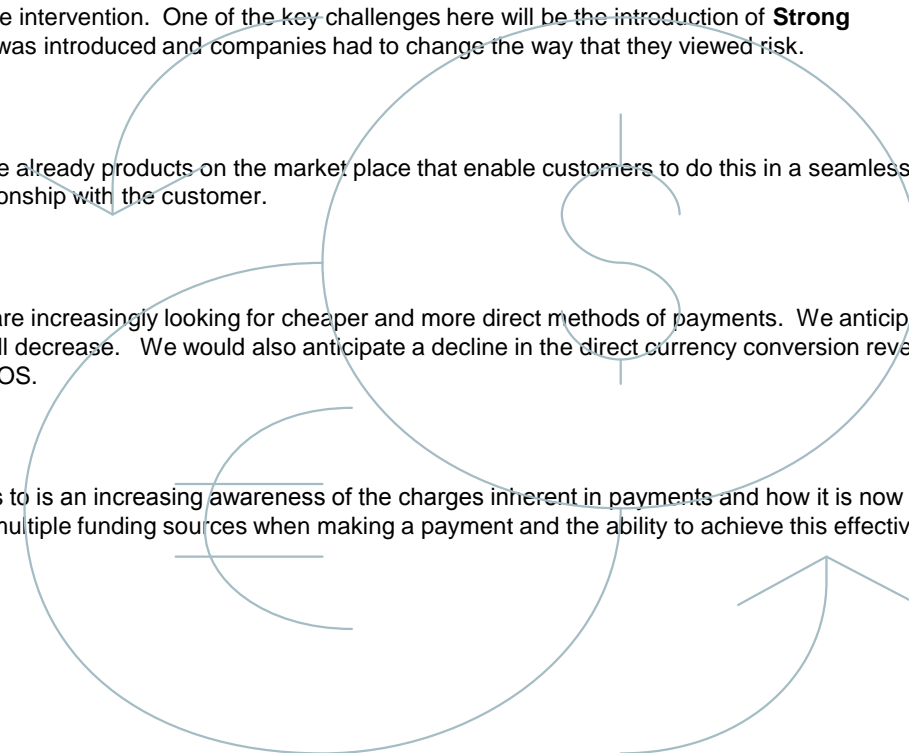 e intervention. One of the key challenges here will be the introduction of Strong
was introduced and companies had to change the way that they viewed risk.
e already products on the market place that enable customers to do this in a seamless
onship with the customer.
are increasingly looking for cheaper and more direct methods of payments. We anticip
ll decrease. We would also anticipate a decline in the direct currency conversion reve
OS.
s to is an increasing awareness of the charges inherent in payments and how it is now
multiple funding sources when making a payment and the ability to achieve this effectiv